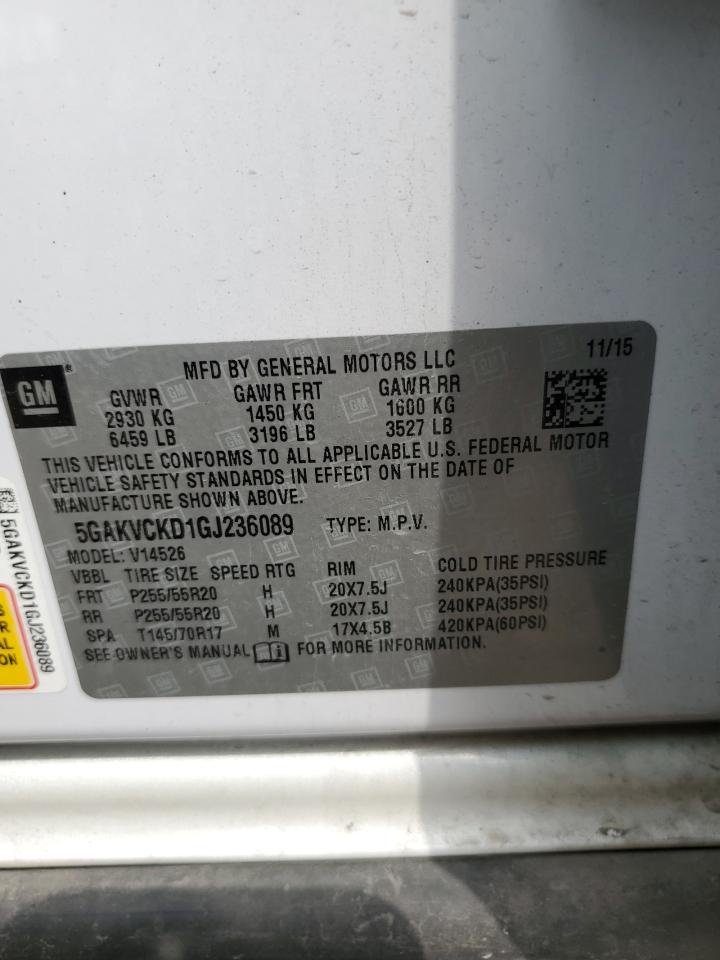 GM
MFD BY GENERAL MOTORS LLC
11/15
GVWR GAWR FRT GAWR RR
2930 KG 1450 KG 1600 KG
6459 LB 3196 LB 3527 LB
THIS VEHICLE CONFORMS TO ALL APPLICABLE U.S. FEDERAL MOTOR
VEHICLE SAFETY STANDARDS IN EFFECT ON THE DATE OF
MANUFACTURE SHOWN ABOVE.
5GAKVCKD1GJ236089 TYPE: M.P.V.
MODEL: V14526
VBBL TIRE SIZE SPEED RTG RIM COLD TIRE PRESSURE
FRT P255/55R20 H 20X7.5J 240KPA(35PSI)
RR P255/55R20 H 20X7.5J 240KPA(35PSI)
SPA T145/70R17 M 17X4.5B 420KPA(60PSI)
SEE OWNER'S MANUAL FOR MORE INFORMATION.
5GAKVCKD1GJ236089